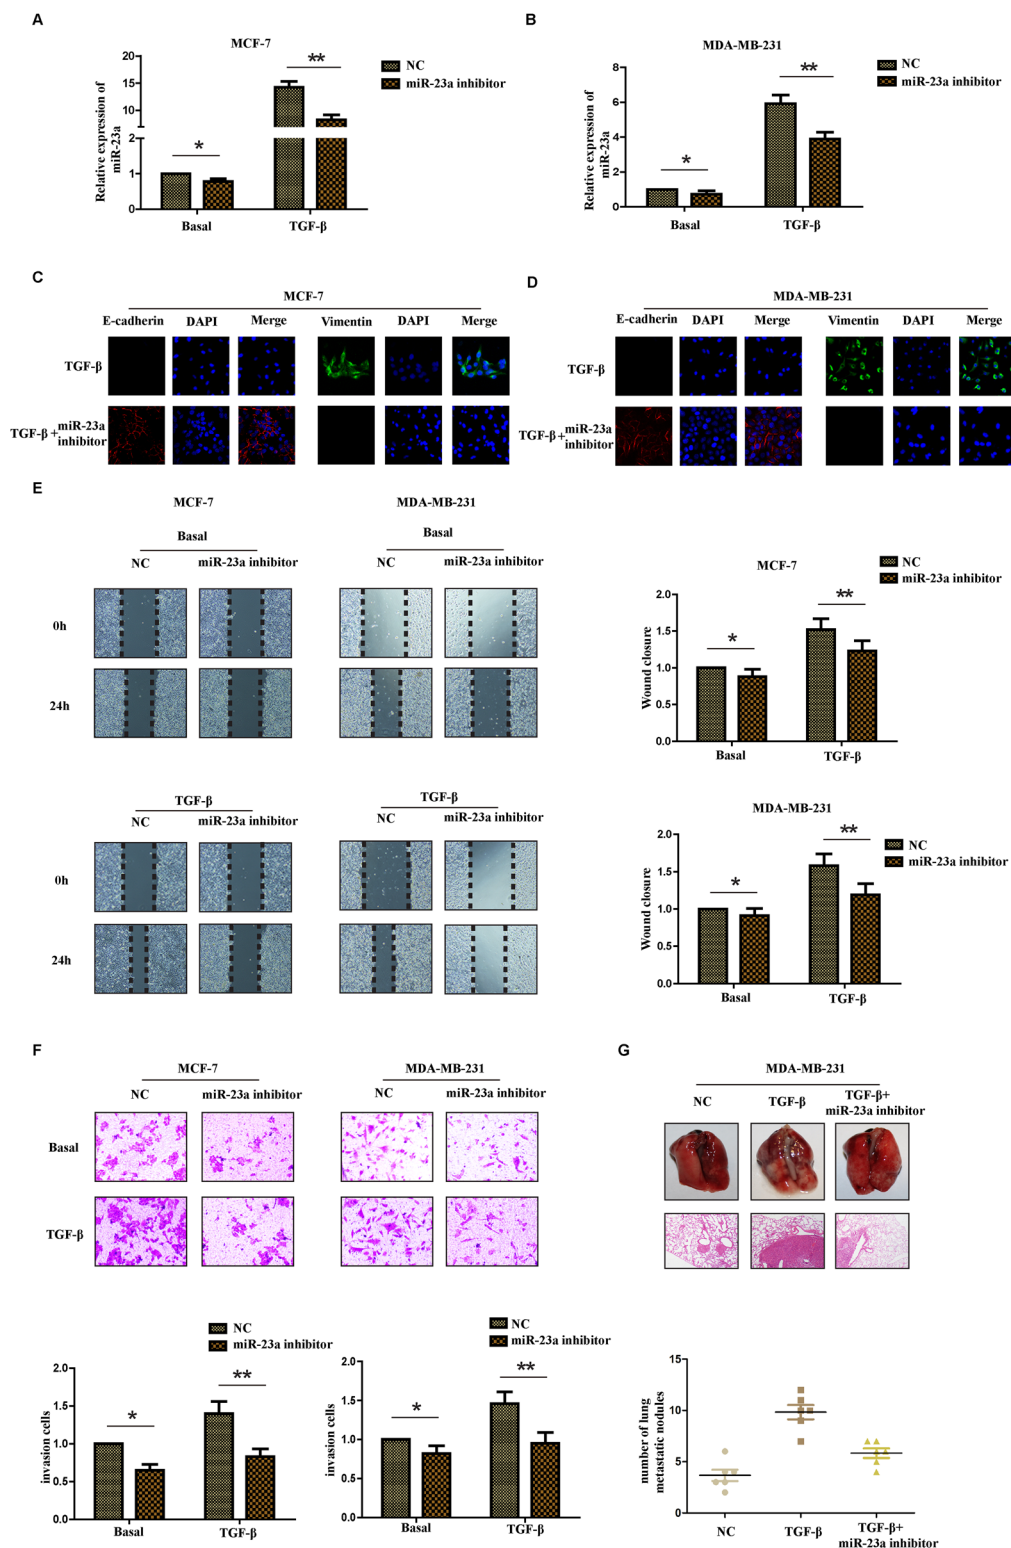 A
MCF-7
NC
miR-23a inhibitor
Relative expression of
miR-23a
20
15
10
2
1
0
*
**
Basal
TGF-β
B
MDA-MB-231
NC
miR-23a inhibitor
Relative expression of
miR-23a
8
6
4
2
0
*
**
Basal
TGF-β
C
MCF-7
E-cadherin
DAPI
Merge
Vimentin
DAPI
Merge
TGF-β
TGF-β +miR-23a
inhibitor
D
MDA-MB-231
E-cadherin
DAPI
Merge
Vimentin
DAPI
Merge
TGF-β
TGF-β+miR-23a
inhibitor
E
MCF-7
MDA-MB-231
Basal
Basal
NC
miR-23a inhibitor
NC
miR-23a inhibitor
0h
24h
TGF-β
TGF-β
NC
miR-23a inhibitor
NC
miR-23a inhibitor
0h
24h
MCF-7
NC
miR-23a inhibitor
Wound closure
2.0
1.5
1.0
0.5
0.0
*
**
Basal
TGF-β
MDA-MB-231
NC
miR-23a inhibitor
Wound closure
2.0
1.5
1.0
0.5
0.0
*
**
Basal
TGF-β
F
MCF-7
MDA-MB-231
NC
miR-23a inhibitor
NC
miR-23a inhibitor
Basal
TGF-β
NC
miR-23a inhibitor
invasion cells
2.0
1.5
1.0
0.5
0.0
*
**
Basal
TGF-β
NC
miR-23a inhibitor
invasion cells
2.0
1.5
1.0
0.5
0.0
*
**
Basal
TGF-β
G
MDA-MB-231
NC
TGF-β
TGF-β+
miR-23a inhibitor
number of lung
metastatic nodules
15
10
5
0
NC
TGF-β
TGF-β+
miR-23a inhibitor